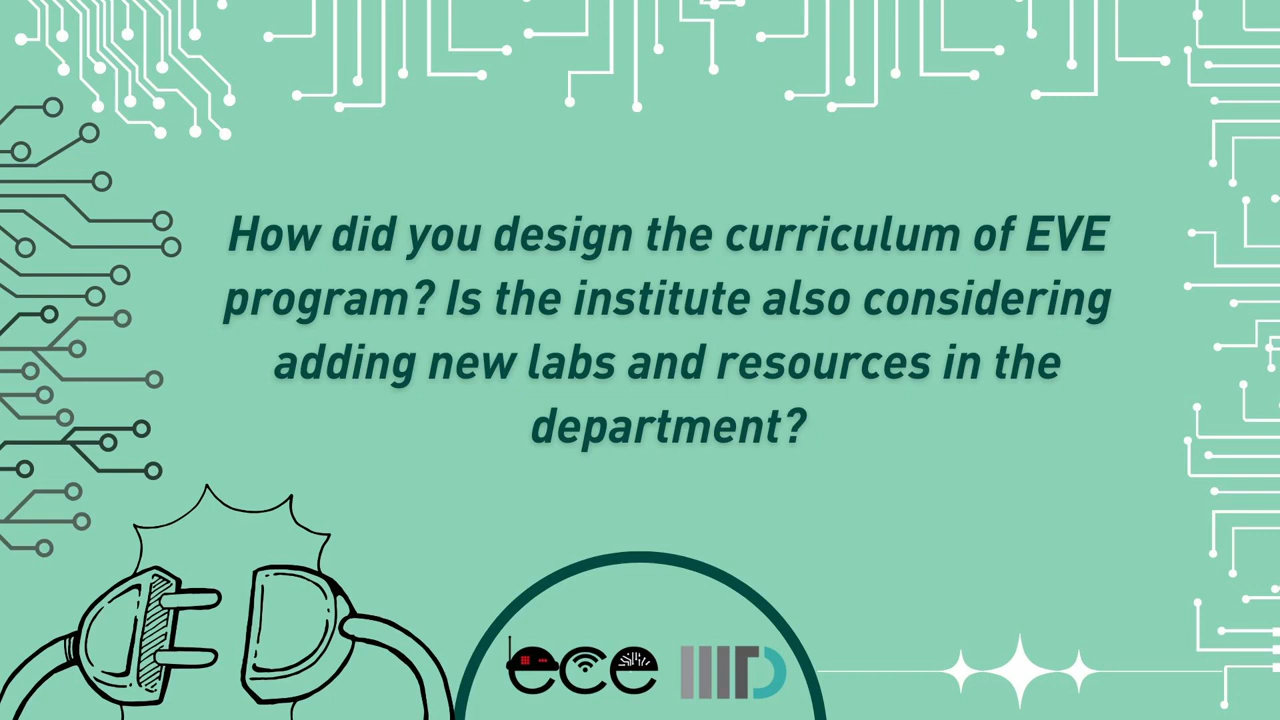 How did you design the curriculum of EVE
program? Is the institute also considering
adding new labs and resources in the
department?
ece IIITD